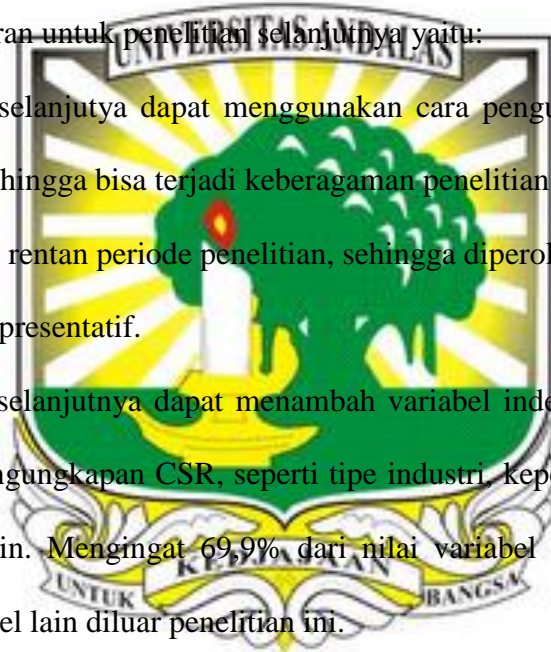 ran untuk penelitian selanjutnya yaitu:
UNIVERSITAS ANDALAS
selanjutya dapat menggunakan cara pengu
hingga bisa terjadi keberagaman penelitian
rentan periode penelitian, sehingga diperol
presentatif.
selanjutnya dapat menambah variabel inde
ngungkapan CSR, seperti tipe industri, kep
in. Mengingat 69,9% dari nilai variabel
KEDJAJAAN
UNTUK BANGSA
el lain diluar penelitian ini.